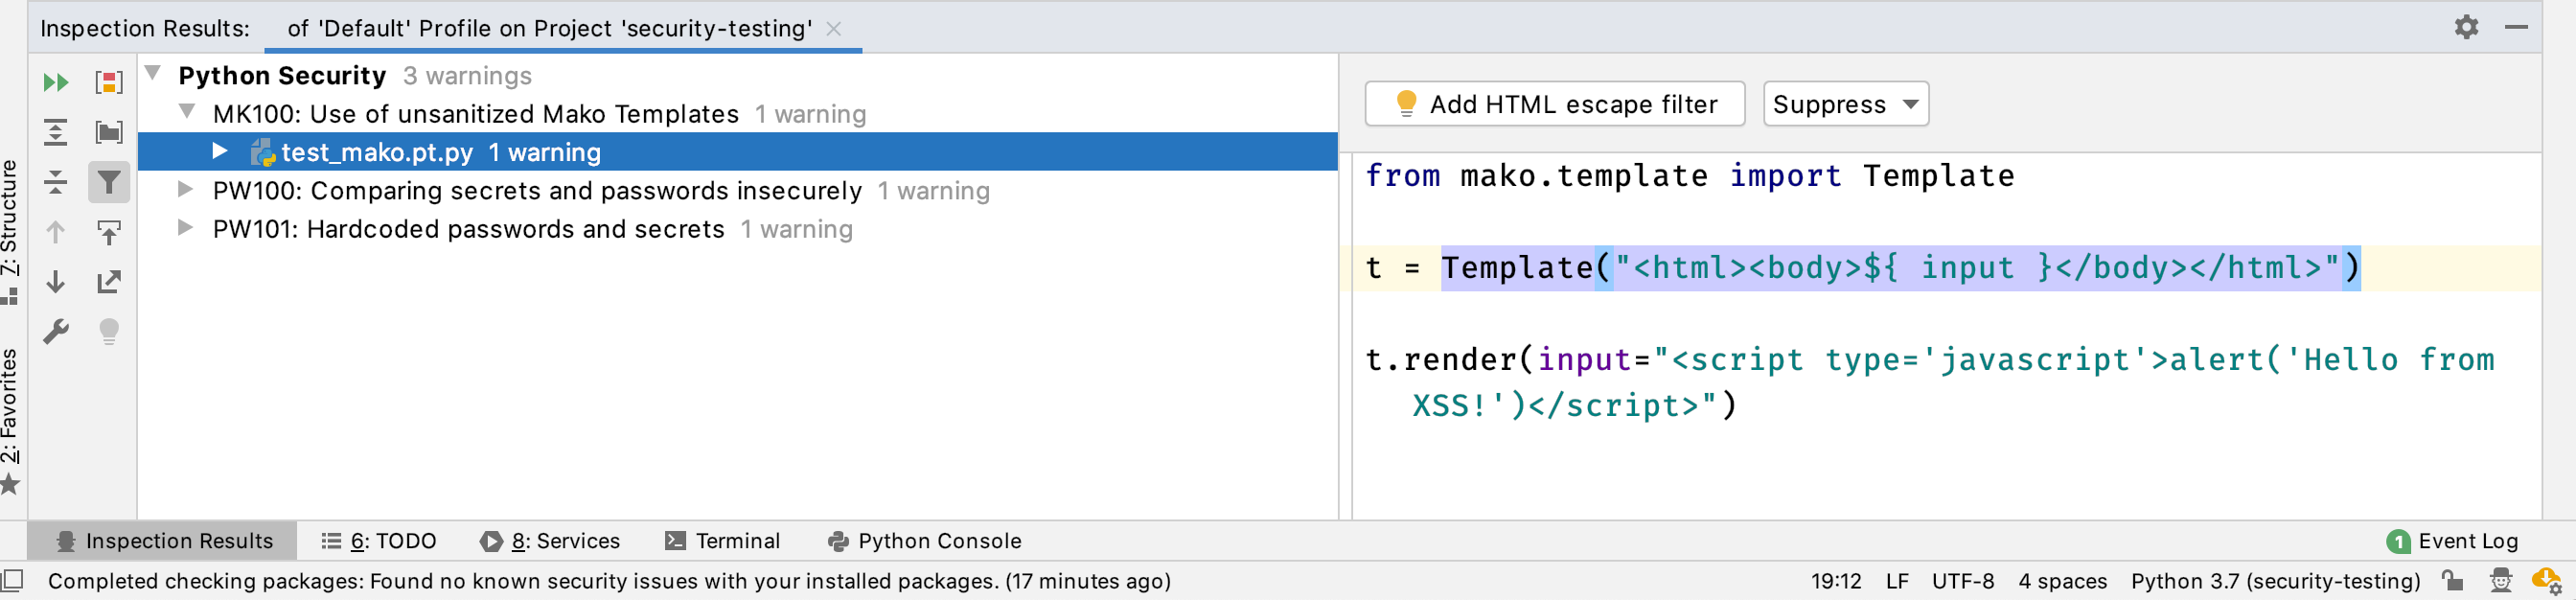 Inspection Results: of 'Default' Profile on Project 'security-testing'
Python Security 3 warnings
MK100: Use of unsanitized Mako Templates 1 warning
test_mako.pt.py 1 warning
PW100: Comparing secrets and passwords insecurely 1 warning
PW101: Hardcoded passwords and secrets 1 warning
7: Structure
2: Favorites
Add HTML escape filter Suppress
from mako.template import Template
t = Template("<html><body>${ input }</body></html>")
t.render(input="<script type='javascript'>alert('Hello from
XSS!')</script>")
Inspection Results 6: TODO 8: Services Terminal Python Console 1 Event Log
Completed checking packages: Found no known security issues with your installed packages. (17 minutes ago) 19:12 LF UTF-8 4 spaces Python 3.7 (security-testing)